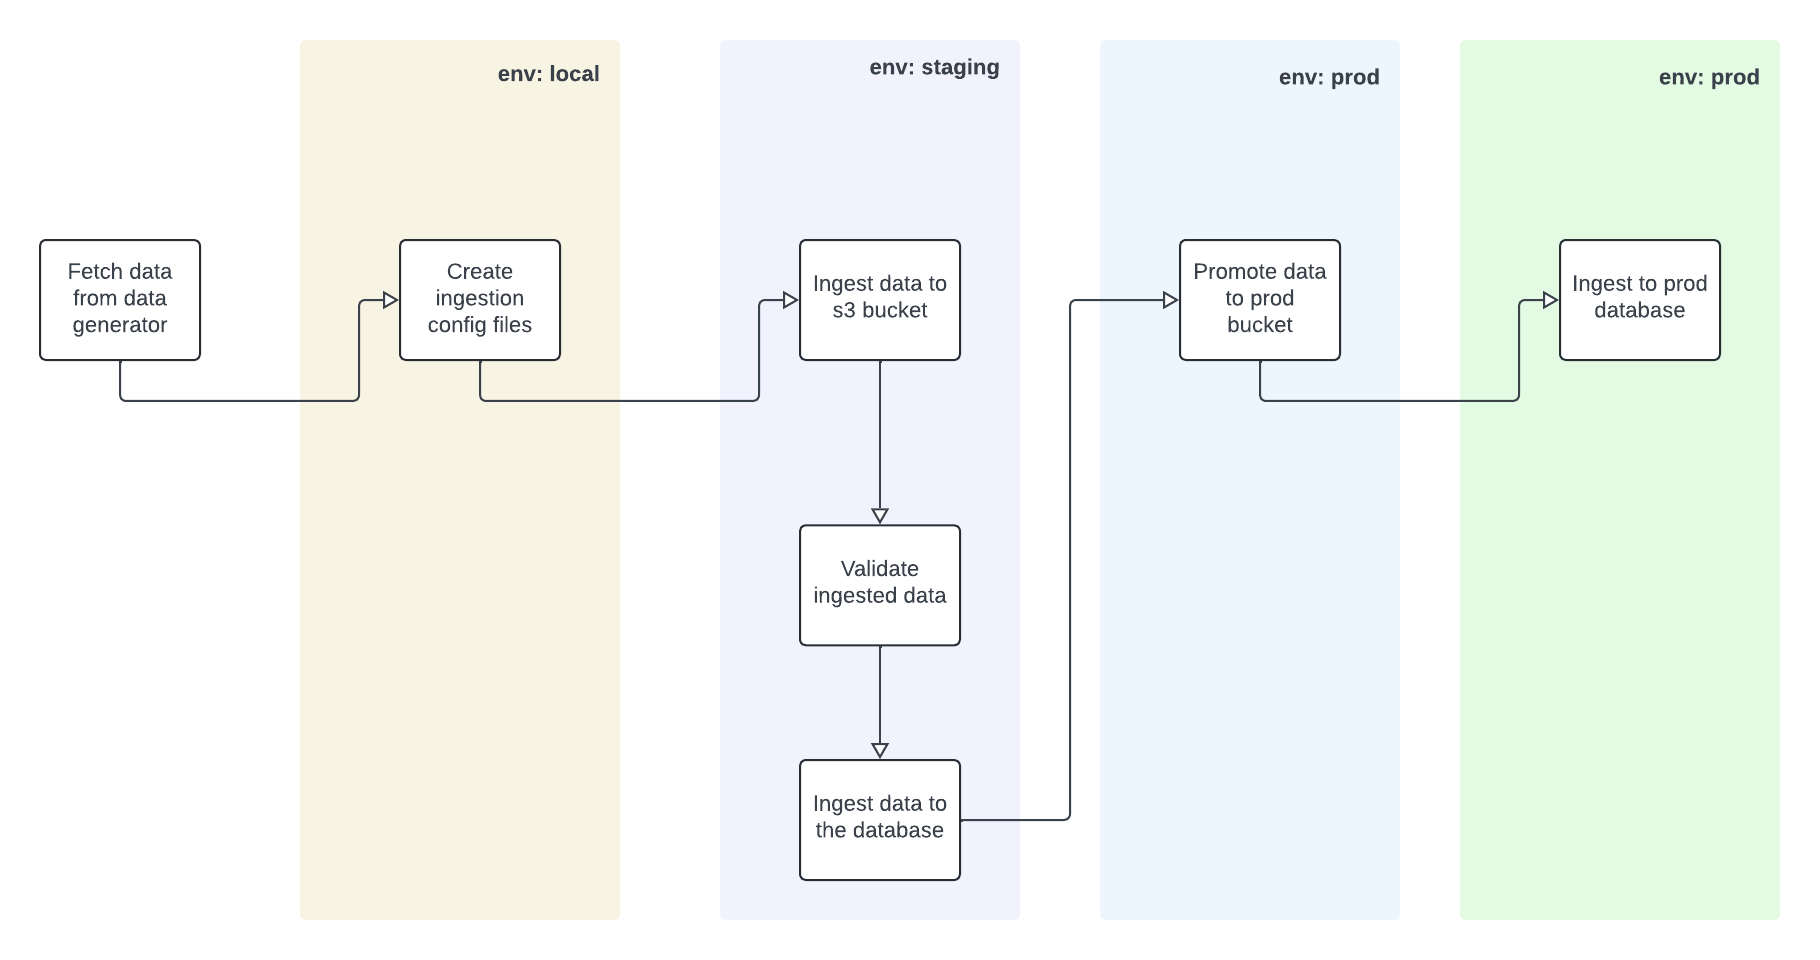 env: local
env: staging
env: prod
env: prod
Fetch data
from data
generator
Create
ingestion
config files
Ingest data to
s3 bucket
Promote data
to prod
bucket
Ingest to prod
database
Validate
ingested data
Ingest data to
the database